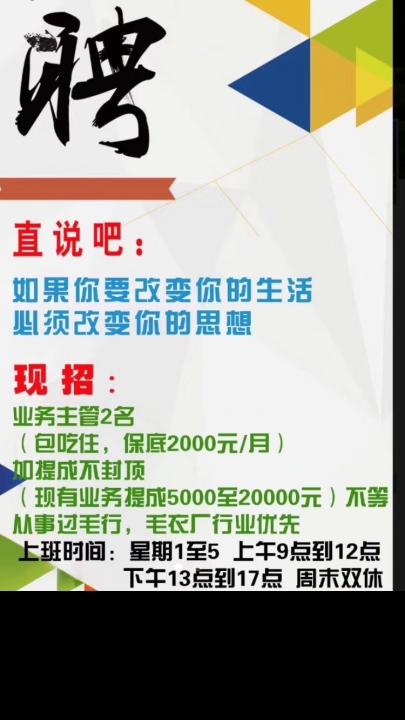 聘
直说吧：
如果你要改变你的生活
必须改变你的思想
现招：
业务主管2名
（包吃住，保底2000元/月）
加提成不封顶
（现有业务提成5000至20000元）不等
从事过毛行，毛衣厂行业优先
上班时间：星期1至5 上午9点到12点
下午13点到17点 周末双休